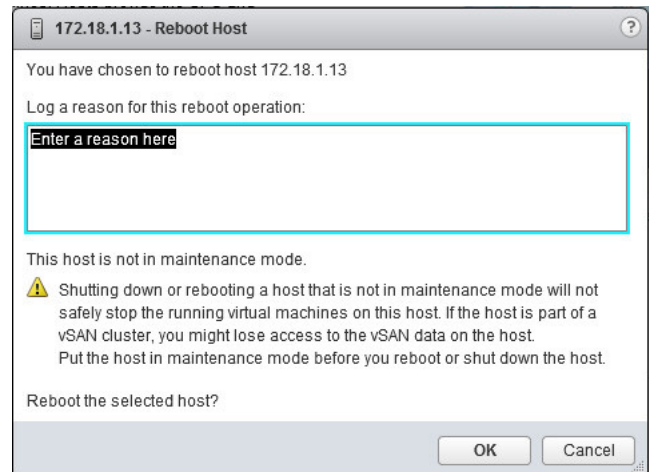 172.18.1.13 - Reboot Host
?
You have chosen to reboot host 172.18.1.13
Log a reason for this reboot operation:
Enter a reason here
This host is not in maintenance mode.
Shutting down or rebooting a host that is not in maintenance mode will not
safely stop the running virtual machines on this host. If the host is part of a
vSAN cluster, you might lose access to the vSAN data on the host.
Put the host in maintenance mode before you reboot or shut down the host.
Reboot the selected host?
OK Cancel